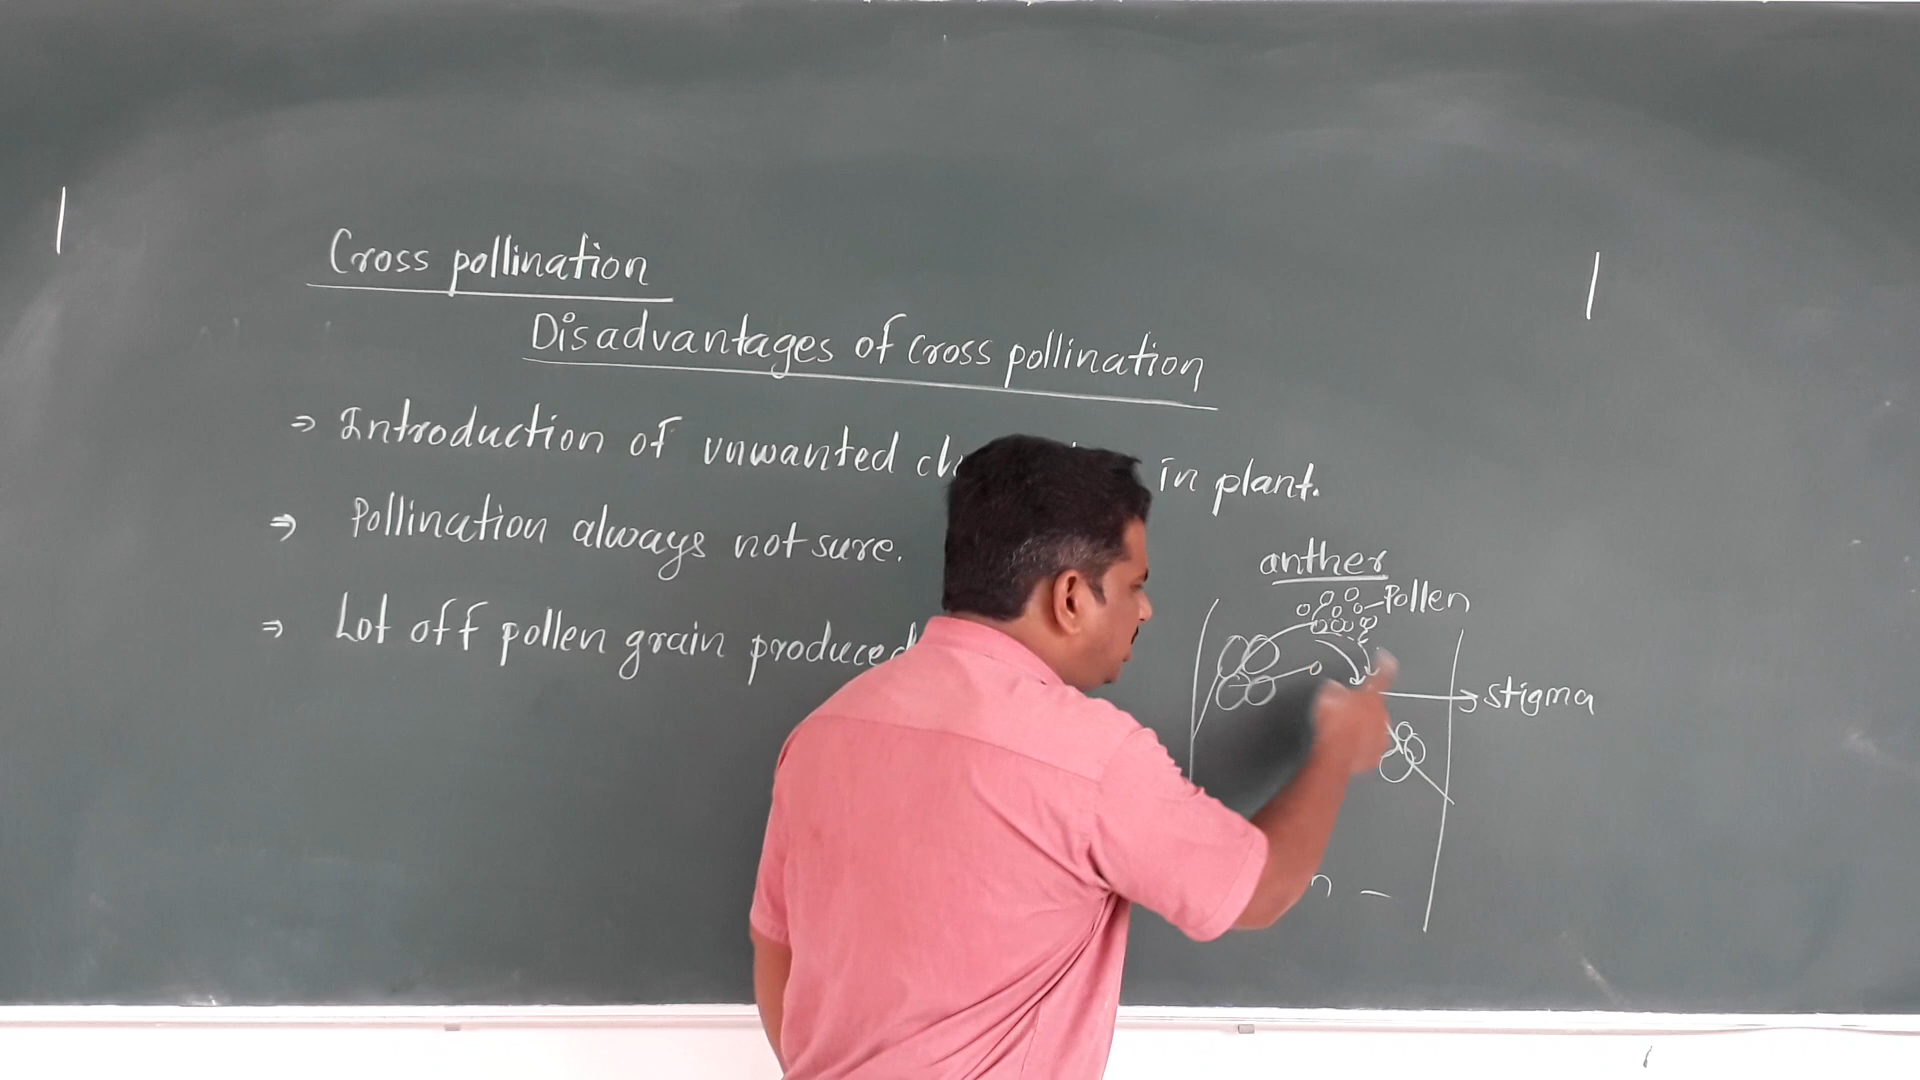 Cross pollination
Disadvantages of cross pollination
⇒ Introduction of unwanted in plant.
⇒ Pollination always not sure.
⇒ Lot off pollen grain produced
anther
Pollen
stigma